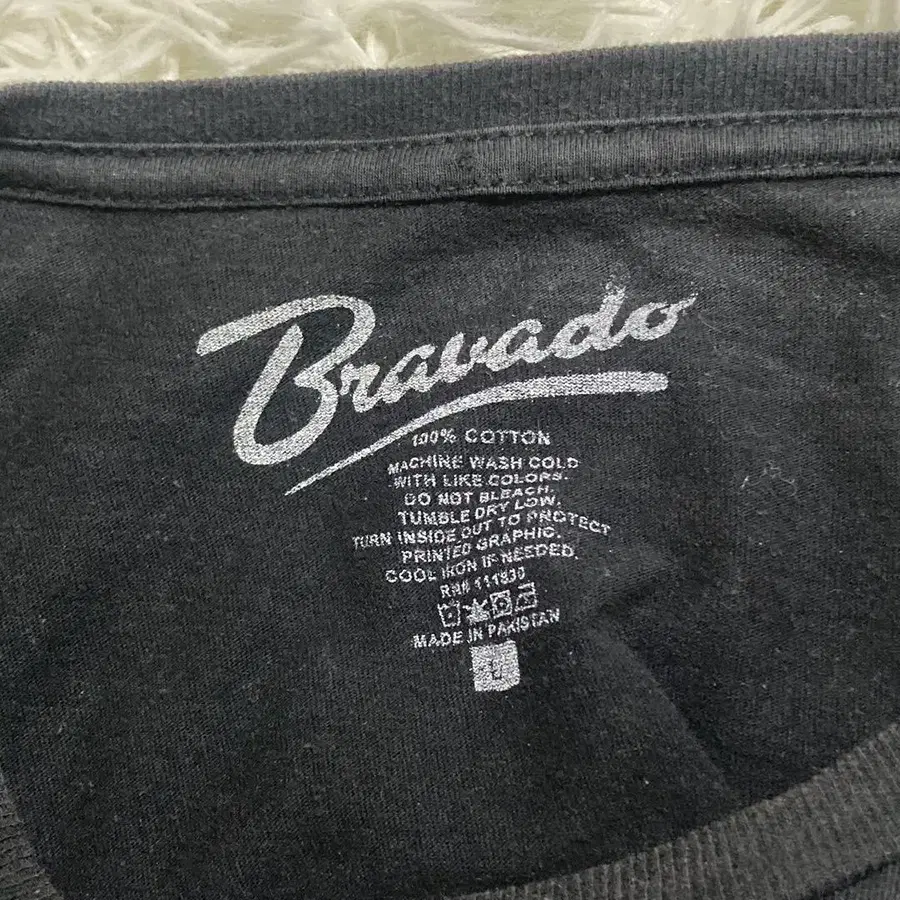 Bravado
100% COTTON
MACHINE WASH COLD
WITH LIKE COLORS.
DO NOT BLEACH.
TUMBLE DRY LOW.
TURN INSIDE OUT TO PROTECT
PRINTED GRAPHIC.
COOL IRON IF NEEDED.
RN# 111830
MADE IN PAKISTAN